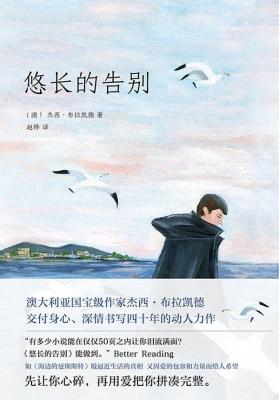 悠长的告别
（澳）杰西·布拉凯德 著
赵桦 译
澳大利亚国宝级作家杰西·布拉凯德
交付身心、深情书写四十年的动人力作
“有多少小说能在仅仅50页之内让你泪流满面？
《悠长的告别》能做到。” Better Reading
如《海边的曼彻斯特》般逼近生活的真相 又因爱的包容和力量而给人希望
先让你心碎，再用爱把你拼凑完整。